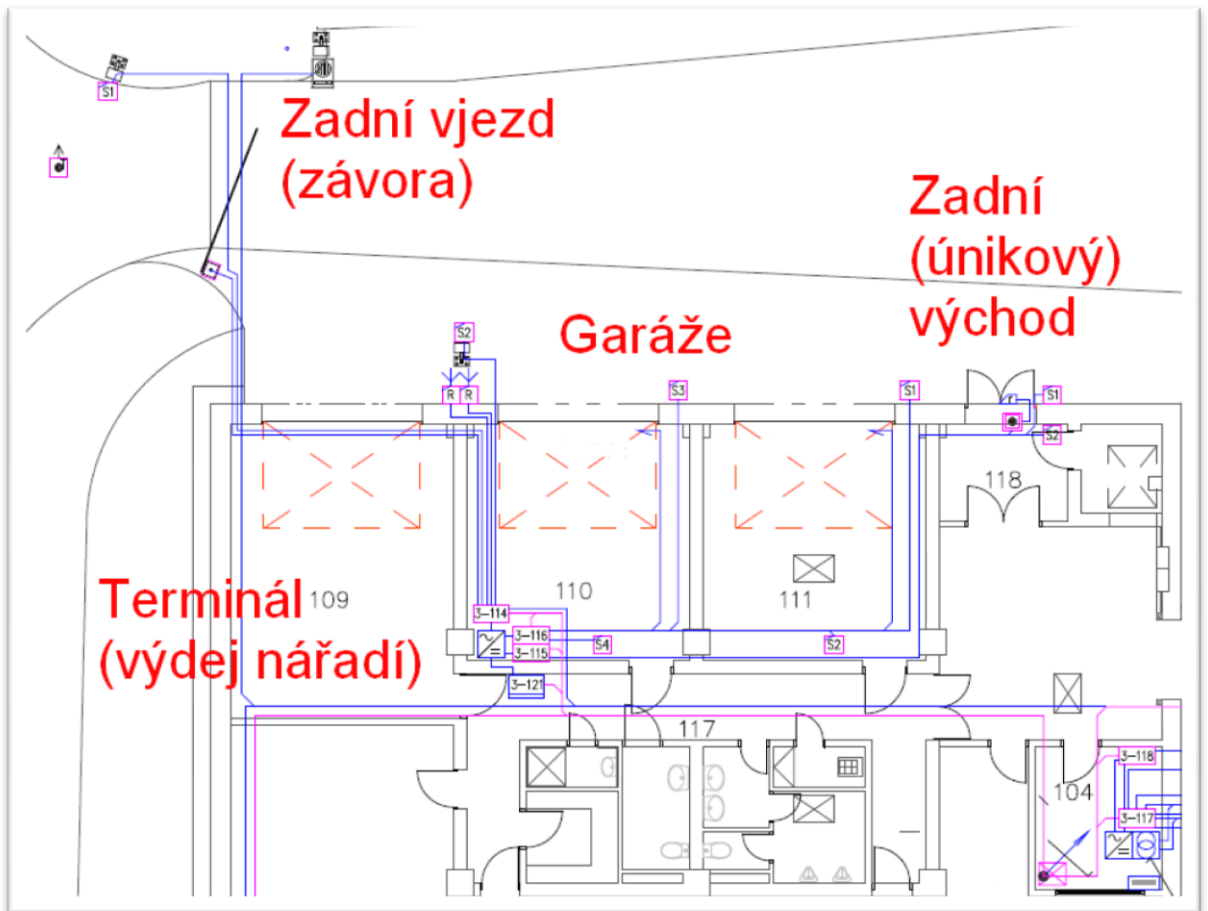 S1
Zadní vjezd
(závora)
Zadní
(únikový)
východ
S2
Garáže
R R
S3
S1
r
S1
S2
118
Terminál
(výdej nářadí)
109
110
111
3-114
3-116
3-115
S4
S2
3-121
117
3-118
104
3-117